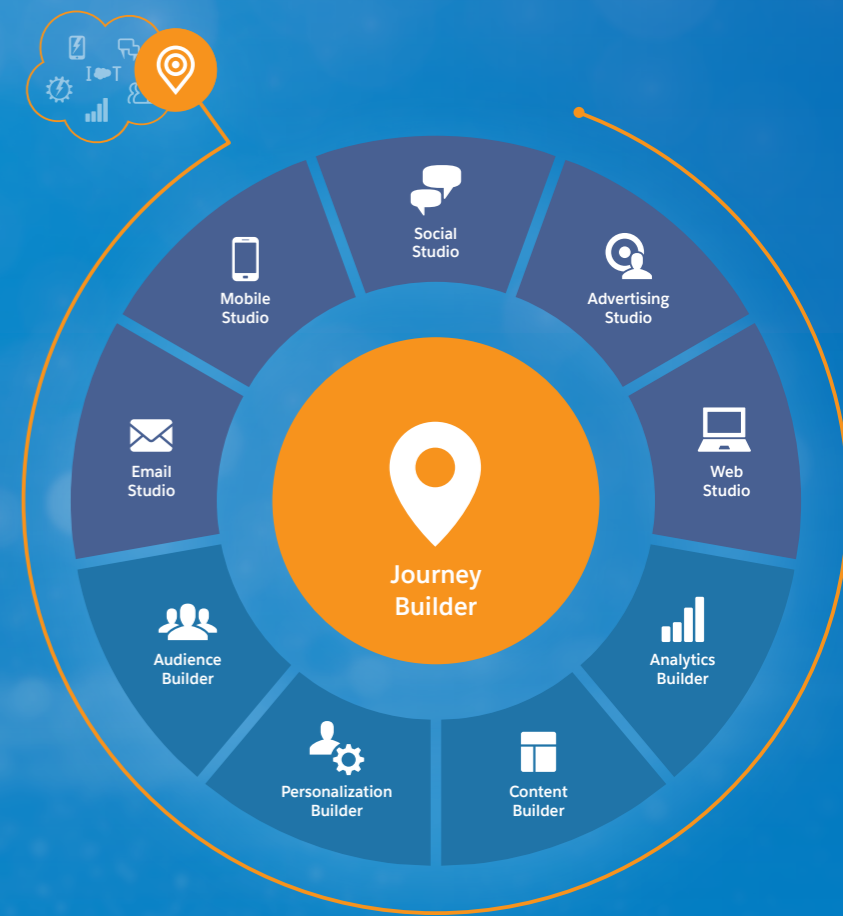 I T
Social
Studio
Mobile
Studio
Advertising
Studio
Email
Studio
Web
Studio
Journey
Builder
Audience
Builder
Analytics
Builder
Personalization
Builder
Content
Builder